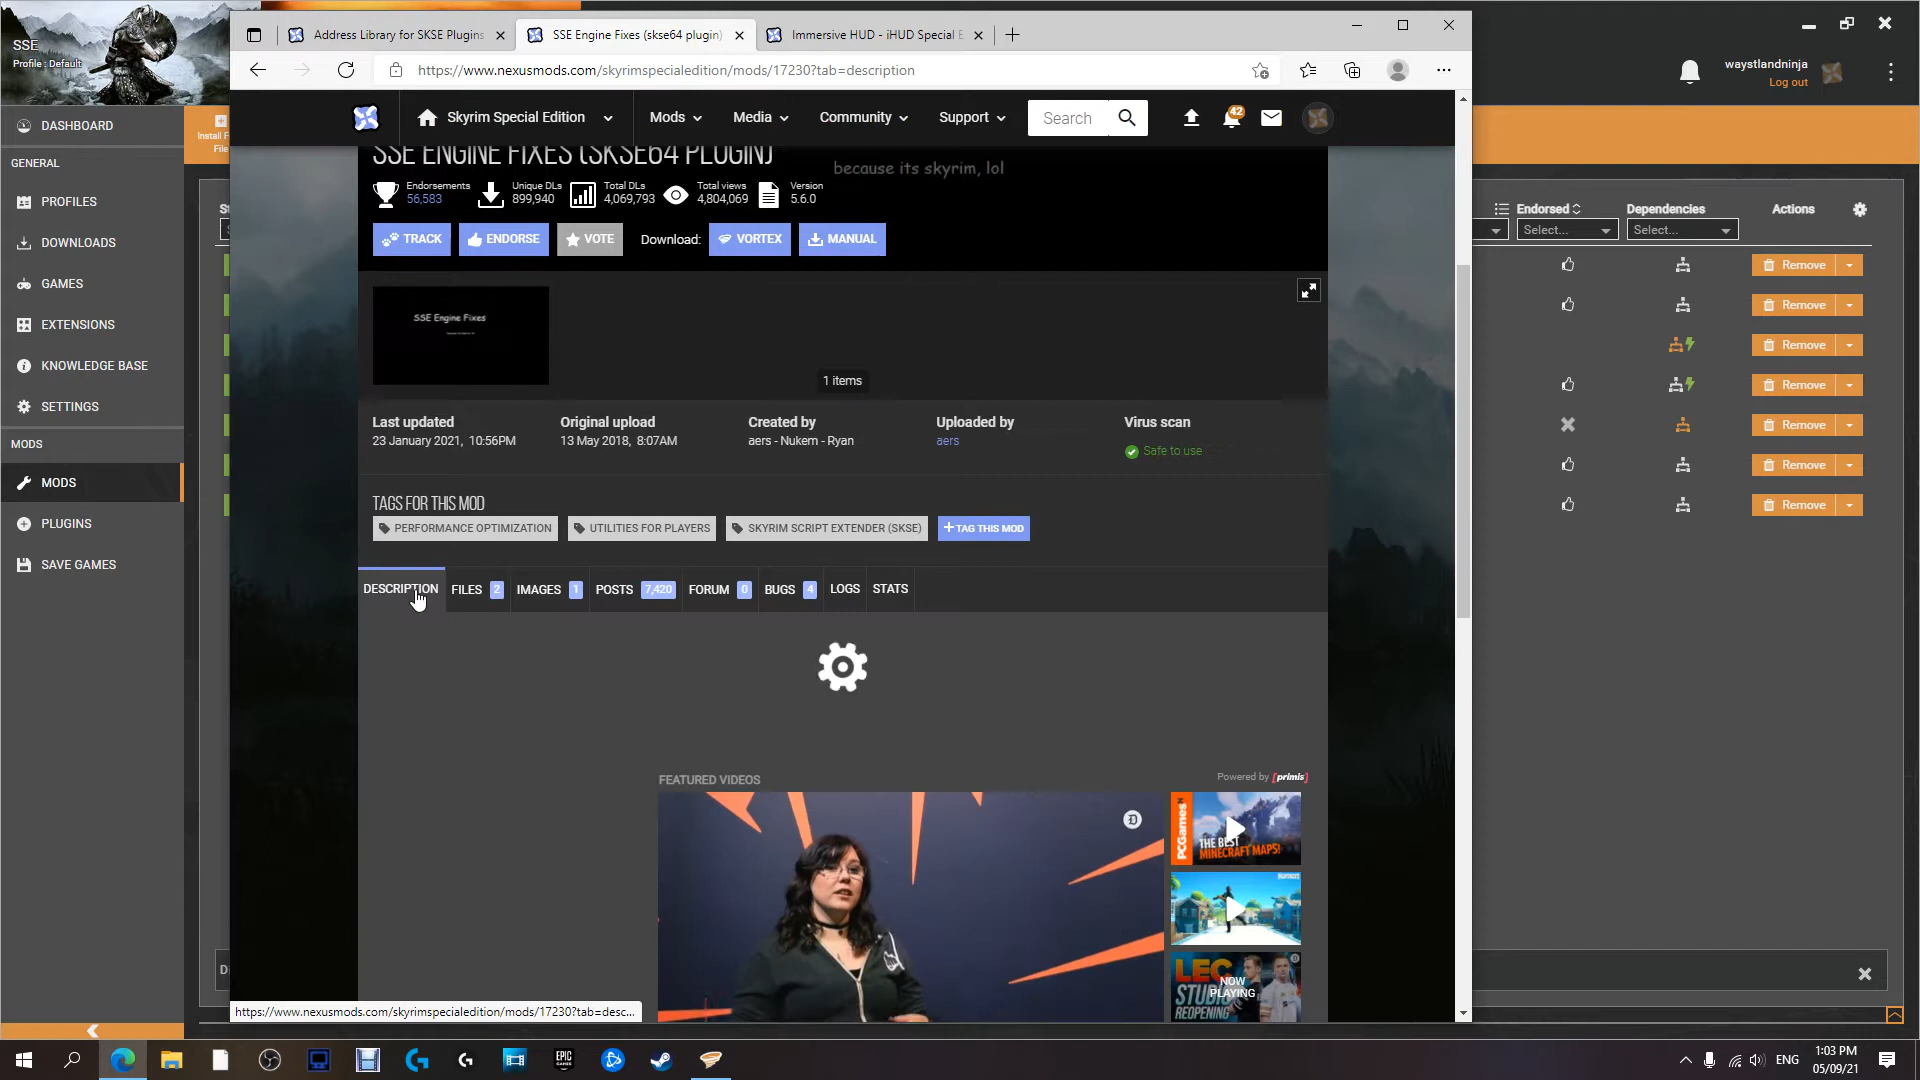 SSE
Profile : Default
Address Library for SKSE Plugins
SSE Engine Fixes (skse64 plugin)
Immersive HUD - iHUD Special E
https://www.nexusmods.com/skyrimspecialedition/mods/17230?tab=description
waystlandninja
Log out
Skyrim Special Edition
Mods
Media
Community
Support
Search
42
DASHBOARD
GENERAL
PROFILES
DOWNLOADS
GAMES
EXTENSIONS
KNOWLEDGE BASE
SETTINGS
MODS
MODS
PLUGINS
SAVE GAMES
Install F
File
SSE ENGINE FIXES (SKSE64 PLUGIN)
because its skyrim, lol
Endorsements
56,583
Unique DLs
899,940
Total DLs
4,069,793
Total views
4,804,069
Version
5.6.0
TRACK
ENDORSE
VOTE
Download:
VORTEX
MANUAL
SSE Engine Fixes
1 items
Last updated
23 January 2021, 10:56PM
Original upload
13 May 2018, 8:07AM
Created by
aers - Nukem - Ryan
Uploaded by
aers
Virus scan
Safe to use
TAGS FOR THIS MOD
PERFORMANCE OPTIMIZATION
UTILITIES FOR PLAYERS
SKYRIM SCRIPT EXTENDER (SKSE)
+ TAG THIS MOD
DESCRIPTION
FILES 2
IMAGES 1
POSTS 7,420
FORUM 0
BUGS 4
LOGS
STATS
FEATURED VIDEOS
Powered by [primis]
PCGames
THE BEST
MINECRAFT MAPS!
LEC
STUDIO
REOPENING
NOW
PLAYING
Endorsed
Dependencies
Actions
Select...
Select...
Remove
Remove
Remove
Remove
Remove
Remove
Remove
https://www.nexusmods.com/skyrimspecialedition/mods/17230?tab=desc...
EPIC
GAMES
ENG
1:03 PM
05/09/21